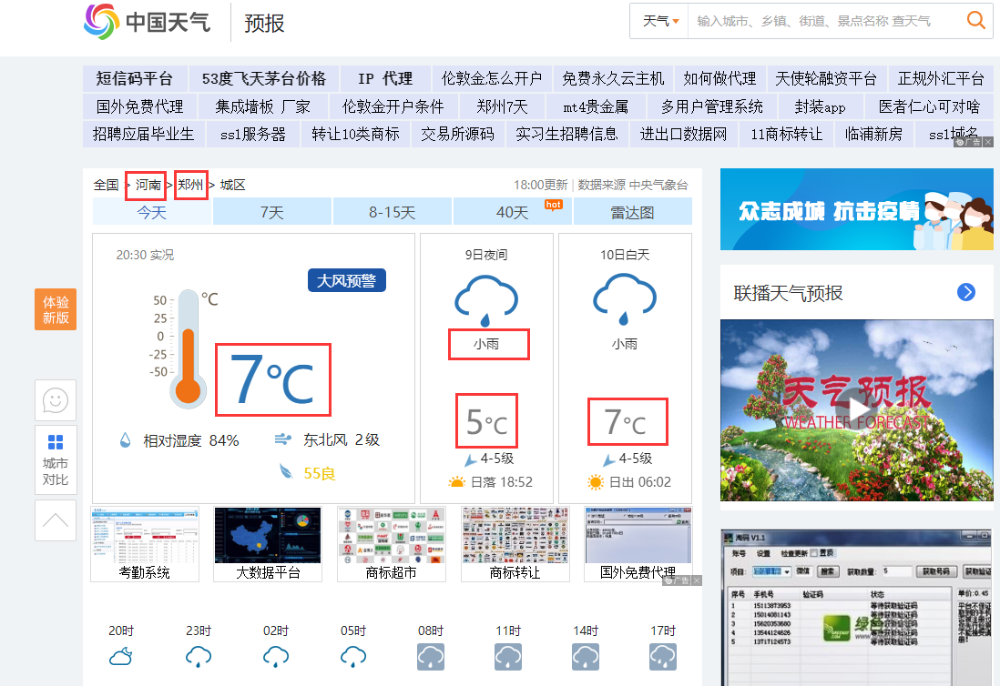 中国天气 预报
天气 输入城市、乡镇、街道、景点名称 查天气
短信码平台 53度飞天茅台价格 IP 代理 伦敦金怎么开户 免费永久云主机 如何做代理 天使轮融资平台 正规外汇平台
国外免费代理 集成墙板 厂家 伦敦金开户条件 郑州7天 mt4贵金属 多用户管理系统 封装app 医者仁心可对啥
招聘应届毕业生 ssl服务器 转让10类商标 交易所源码 实习生招聘信息 进出口数据网 11商标转让 临浦新房 ssl域名
广告
全国 > 河南 > 郑州 > 城区
18:00更新 | 数据来源 中央气象台
今天 7天 8-15天 40天 hot 雷达图
20:30 实况
大风预警
℃
50
25
0
-25
-50
7℃
相对湿度 84% 东北风 2级
55良
9日夜间
小雨
5℃
4-5级
日落 18:52
10日白天
小雨
7℃
4-5级
日出 06:02
考勤系统 大数据平台 商标超市 商标转让 国外免费代理
广告
20时 23时 02时 05时 08时 11时 14时 17时
体验
新版
城市
对比
众志成城 抗击疫情
联播天气预报
天气预报
WEATHER FORECAST
淘码 V1.1
账号 设置 检查更新 置顶
项目: 微信 搜索 获取数量: 5 获取号码 获取验证
序号 手机号 验证码 状态
1 15113873953 等待获取验证码
2 15014081143 等待获取验证码
3 15620353680 等待获取验证码
4 13544124626 等待获取验证码
5 13717124573 等待获取验证码
单价:0.45